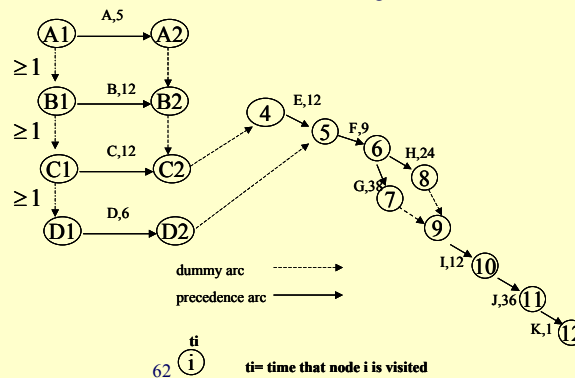 A,5
A1 A2
≥1
B,12
B1 B2
≥1
C,12
C1 C2
≥1
D,6
D1 D2
4
E,12
5
F,9
6
H,24
G,38
8
7
9
I,12
10
J,36
11
K,1
12
dummy arc
precedence arc
ti
62 i ti= time that node i is visited